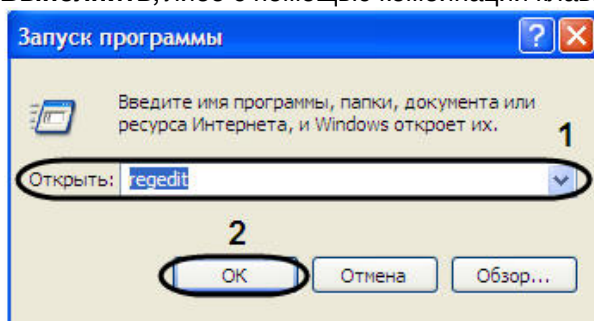 Запуск программы
Введите имя программы, папки, документа или
ресурса Интернета, и Windows откроет их.
1
Открыть: regedit
2
ОК Отмена Обзор...